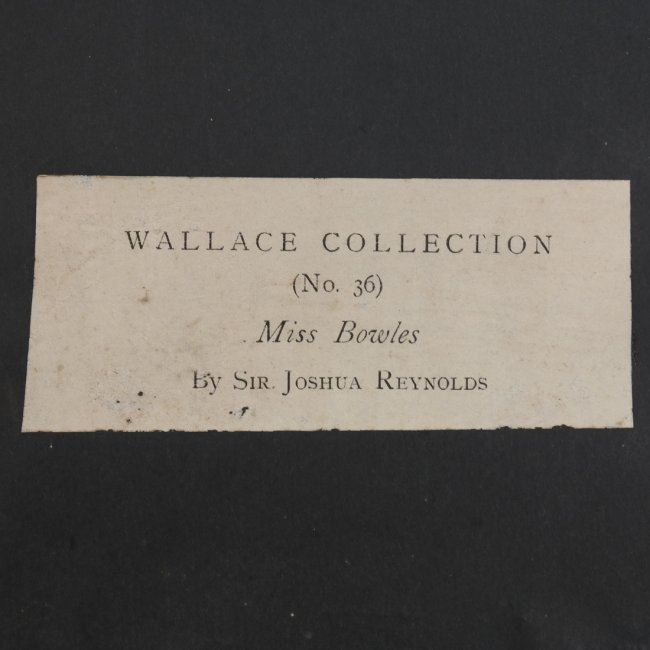 WALLACE COLLECTION
(No. 36)
Miss Bowles
By Sir Joshua Reynolds